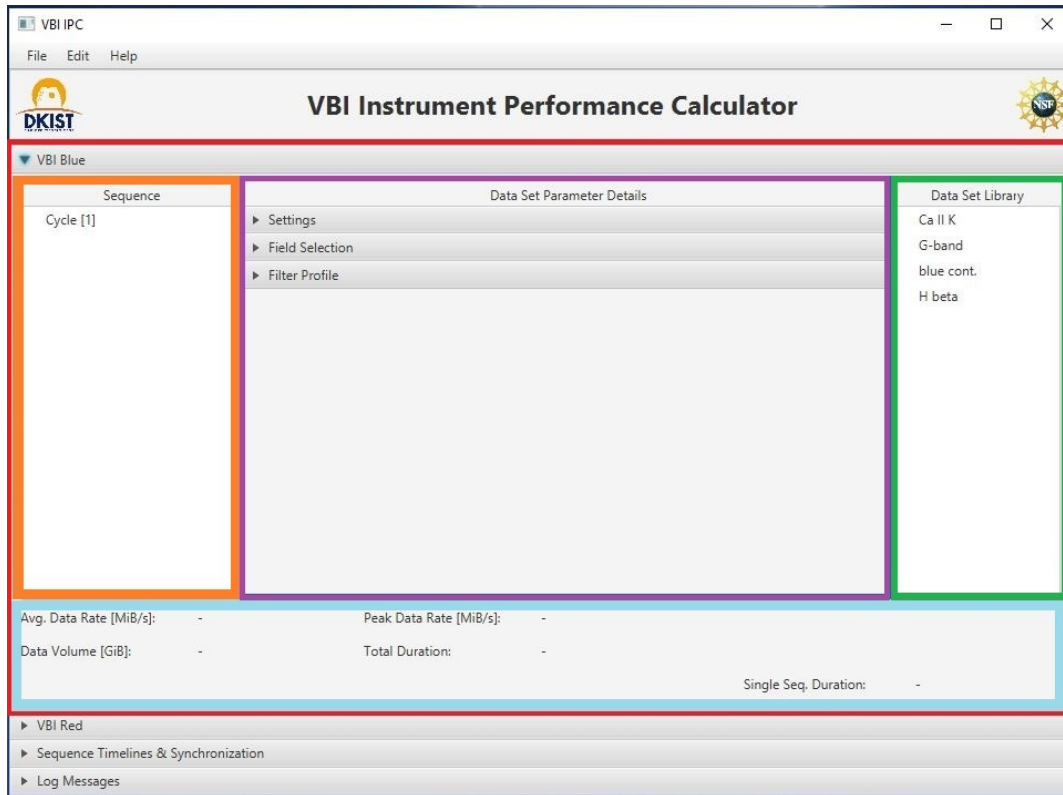 VBI IPC
File Edit Help
DKIST
VBI Instrument Performance Calculator
NSF
VBI Blue
Sequence
Cycle [1]
Data Set Parameter Details
Settings
Field Selection
Filter Profile
Data Set Library
Ca II K
G-band
blue cont.
H beta
Avg. Data Rate [MiB/s]: - Peak Data Rate [MiB/s]: -
Data Volume [GiB]: - Total Duration: -
Single Seq. Duration: -
VBI Red
Sequence Timelines & Synchronization
Log Messages